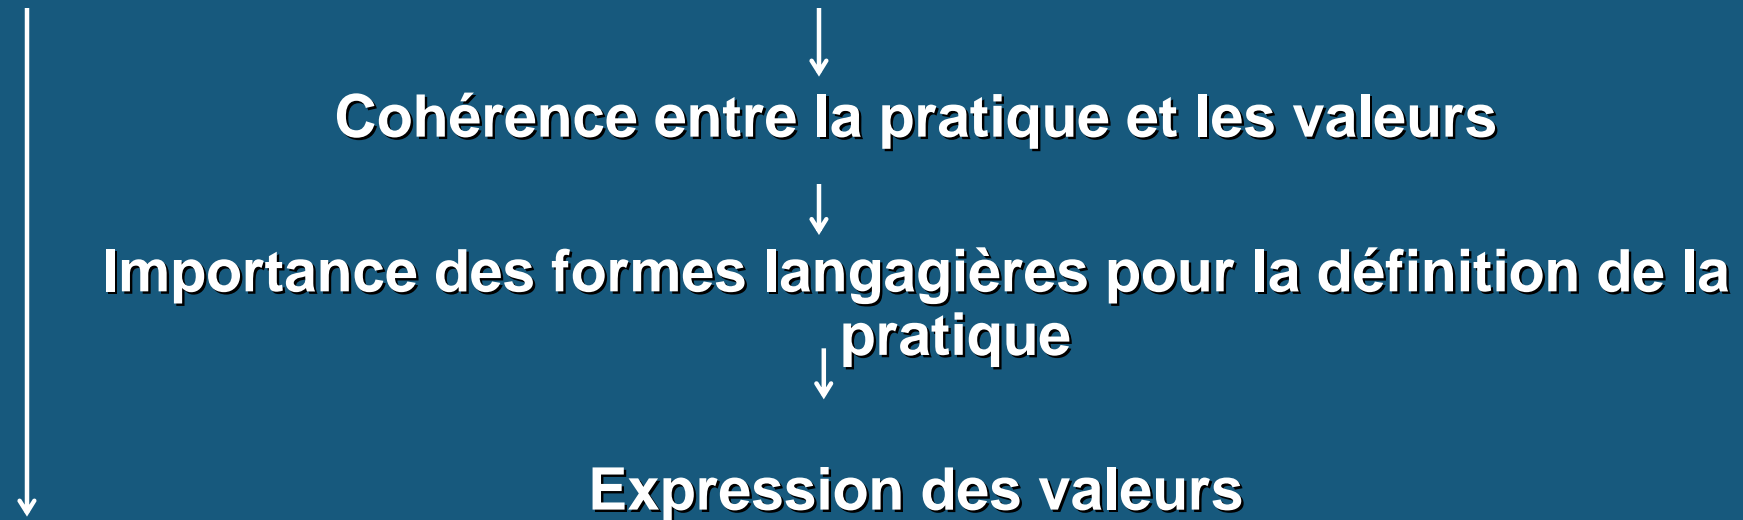 Cohérence entre la pratique et les valeurs
Importance des formes langagières pour la définition de la
pratique
Expression des valeurs